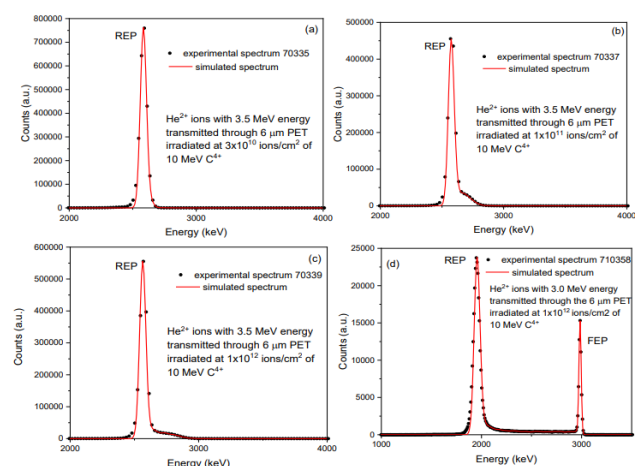 (a)
800000
700000
600000
500000
400000
300000
200000
100000
0
Counts (a.u.)
REP
experimental spectrum 70335
simulated spectrum
He²⁺ ions with 3.5 MeV energy
transmitted through 6 μm PET
irradiated at 3x10¹⁰ ions/cm² of
10 MeV C⁴⁺
2000 3000 4000
Energy (keV)
(b)
500000
400000
300000
200000
100000
0
Counts (a.u.)
REP
experimental spectrum 70337
simulated spectrum
He²⁺ ions with 3.5 MeV energy
transmitted through 6 μm PET
irradiated at 1x10¹¹ ions/cm² of
10 MeV C⁴⁺
2000 3000 4000
Energy (keV)
(c)
600000
500000
400000
300000
200000
100000
0
Counts (a.u.)
REP
experimental spectrum 70339
simulated spectrum
He²⁺ ions with 3.5 MeV energy
transmitted through 6 μm PET
irradiated at 1x10¹² ions/cm² of
10 MeV C⁴⁺
2000 3000 4000
Energy (keV)
(d)
25000
20000
15000
10000
5000
0
Counts (a.u.)
REP
experimental spectrum 710358
simulated spectrum
He²⁺ ions with 3.0 MeV energy
transmitted through the 6 μm PET
irradiated at 1x10¹² ions/cm2 of
10 MeV C⁴⁺
FEP
1000 2000 3000
Energy (keV)